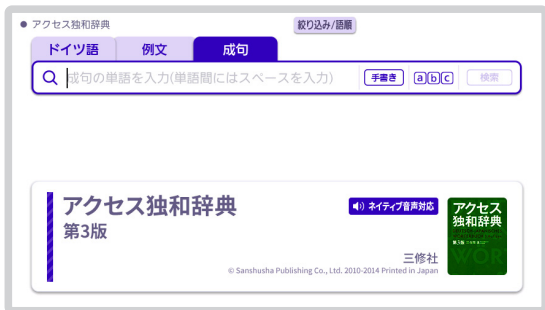 アクセス独和辞典
絞り込み/語順
ドイツ語 例文 成句
成句の単語を入力(単語間にはスペースを入力) 手書き abc 検索
アクセス独和辞典
第3版
ネイティブ音声対応
三修社
© Sanshusha Publishing Co., Ltd. 2010-2014 Printed in Japan
アクセス
独和辞典
第3版
WOR